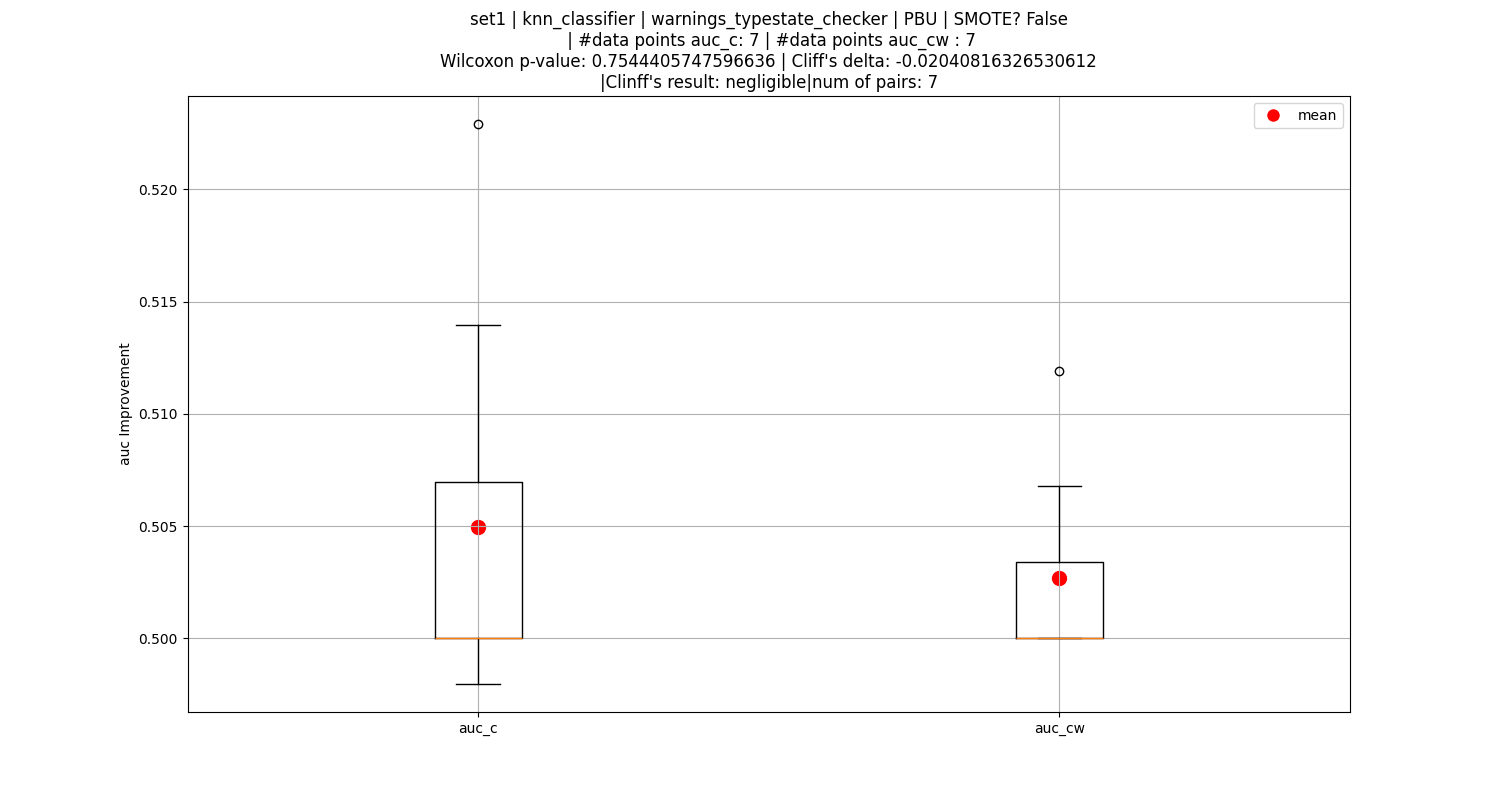 set1 | knn_classifier | warnings_typestate_checker | PBU | SMOTE? False
| #data points auc_c: 7 | #data points auc_cw : 7
Wilcoxon p-value: 0.7544405747596636 | Cliff's delta: -0.02040816326530612
|Clinff's result: negligible|num of pairs: 7
mean
0.520
0.515
0.510
0.505
0.500
auc Improvement
auc_c
auc_cw